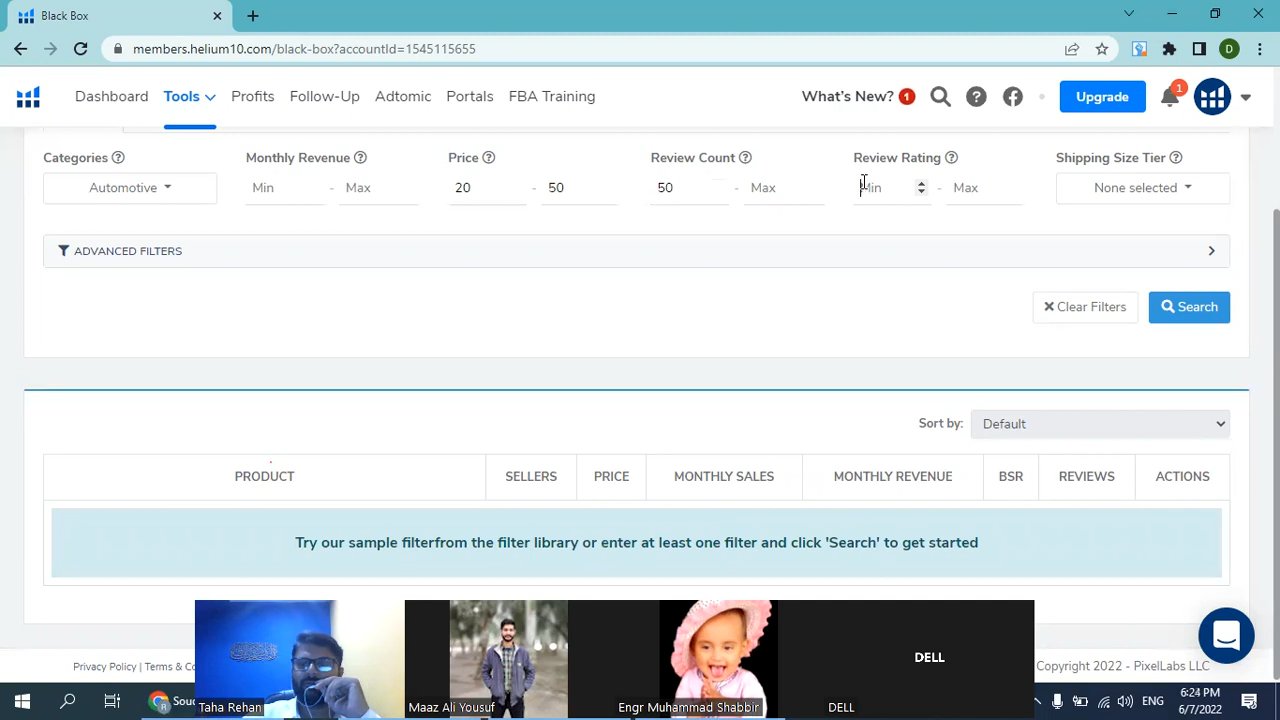 Black Box
members.helium10.com/black-box?accountId=1545115655
D
Dashboard Tools Profits Follow-Up Adtomic Portals FBA Training What's New? 1 Upgrade 1
Categories Monthly Revenue Price Review Count Review Rating Shipping Size Tier
Automotive Min - Max 20 - 50 50 - Max Min - Max None selected
ADVANCED FILTERS
Clear Filters Search
Sort by: Default
PRODUCT SELLERS PRICE MONTHLY SALES MONTHLY REVENUE BSR REVIEWS ACTIONS
Try our sample filterfrom the filter library or enter at least one filter and click 'Search' to get started
DELL
Privacy Policy | Terms & Co
Copyright 2022 - PixelLabs LLC
Taha Rehan Maaz Ali Yousuf Engr Muhammad Shabbir DELL
Sou
ENG
6:24 PM
6/7/2022